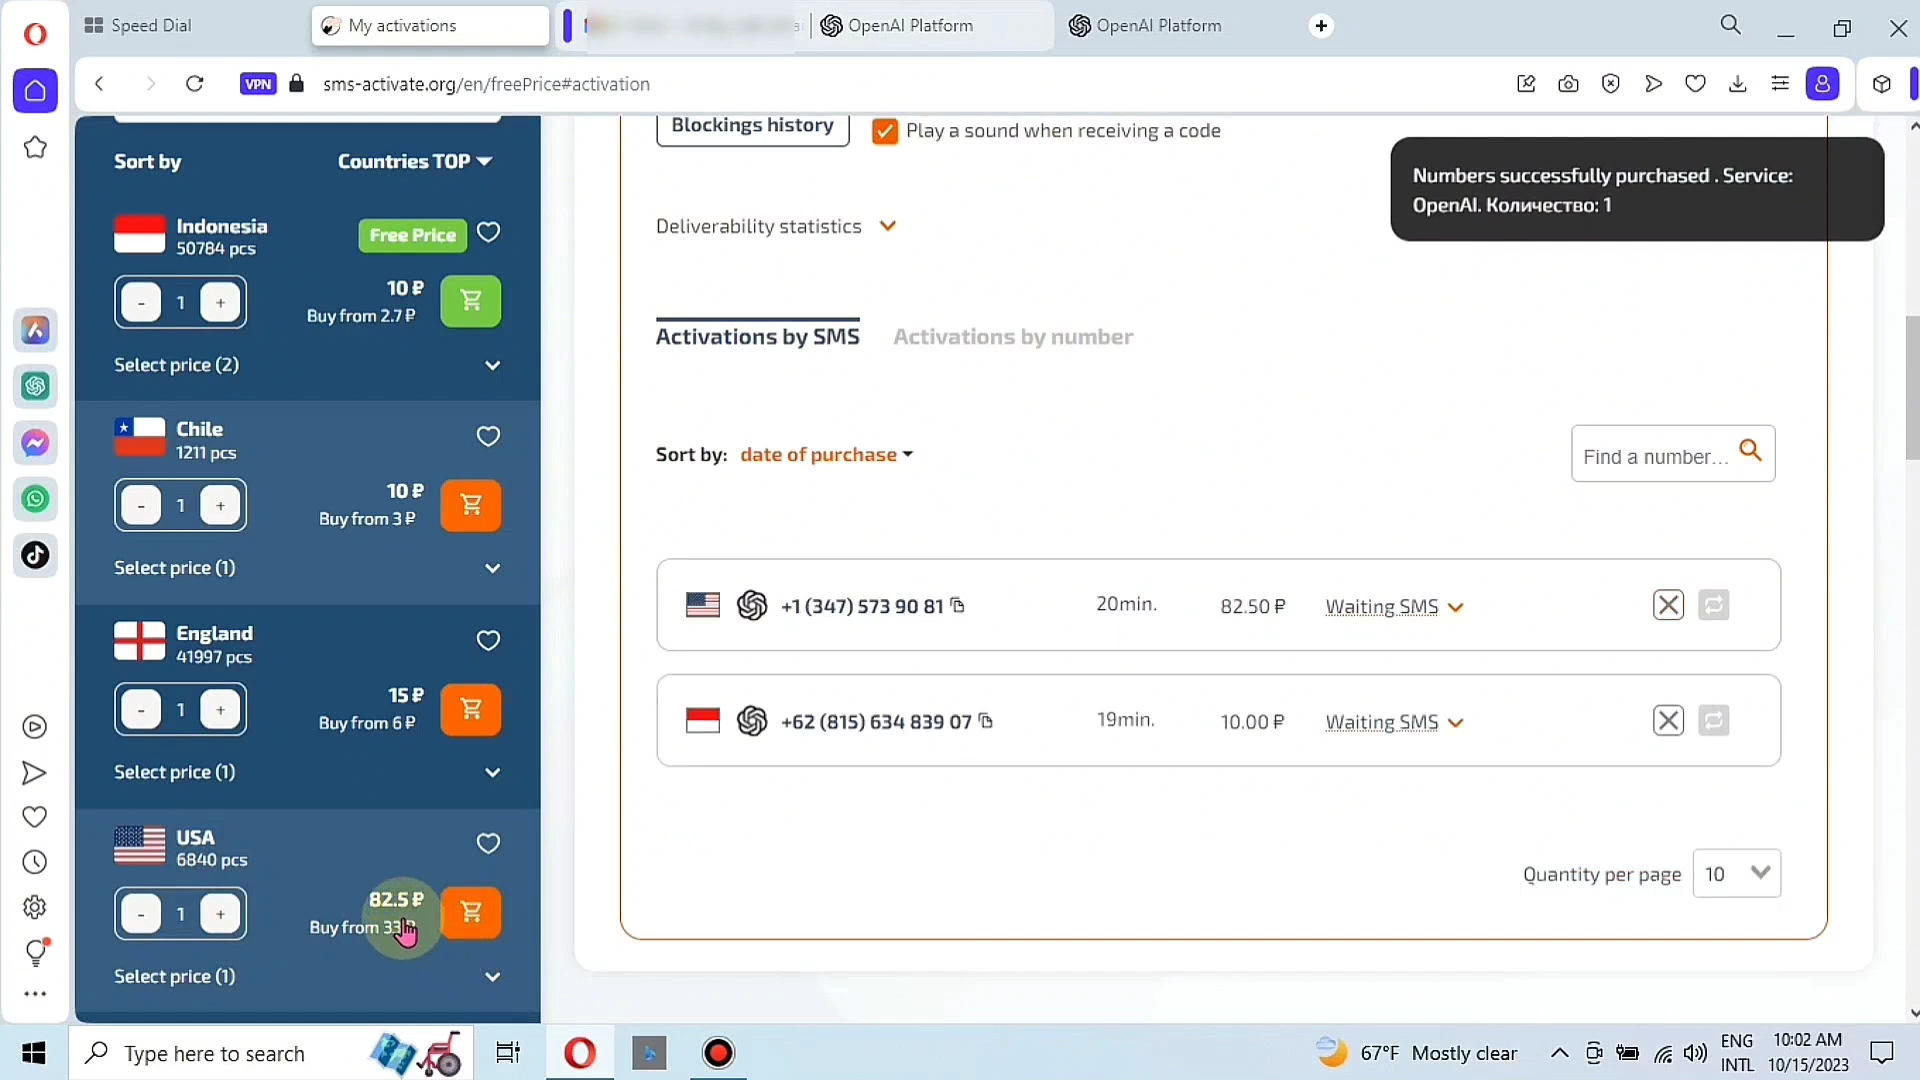 Speed Dial
My activations
OpenAI Platform
OpenAI Platform
VPN
sms-activate.org/en/freePrice#activation
Sort by
Countries TOP
Indonesia
50784 pcs
Free Price
- 1 +
10 ₽
Buy from 2.7 ₽
Select price (2)
Chile
1211 pcs
- 1 +
10 ₽
Buy from 3 ₽
Select price (1)
England
41997 pcs
- 1 +
15 ₽
Buy from 6 ₽
Select price (1)
USA
6840 pcs
- 1 +
82.5 ₽
Buy from 33 ₽
Select price (1)
Blockings history
Play a sound when receiving a code
Numbers successfully purchased . Service:
OpenAI. Количество: 1
Deliverability statistics
Activations by SMS
Activations by number
Sort by: date of purchase
Find a number...
+1 (347) 573 90 81 20min. 82.50 ₽ Waiting SMS
+62 (815) 634 839 07 19min. 10.00 ₽ Waiting SMS
Quantity per page 10
Type here to search
67°F Mostly clear
ENG
INTL
10:02 AM
10/15/2023